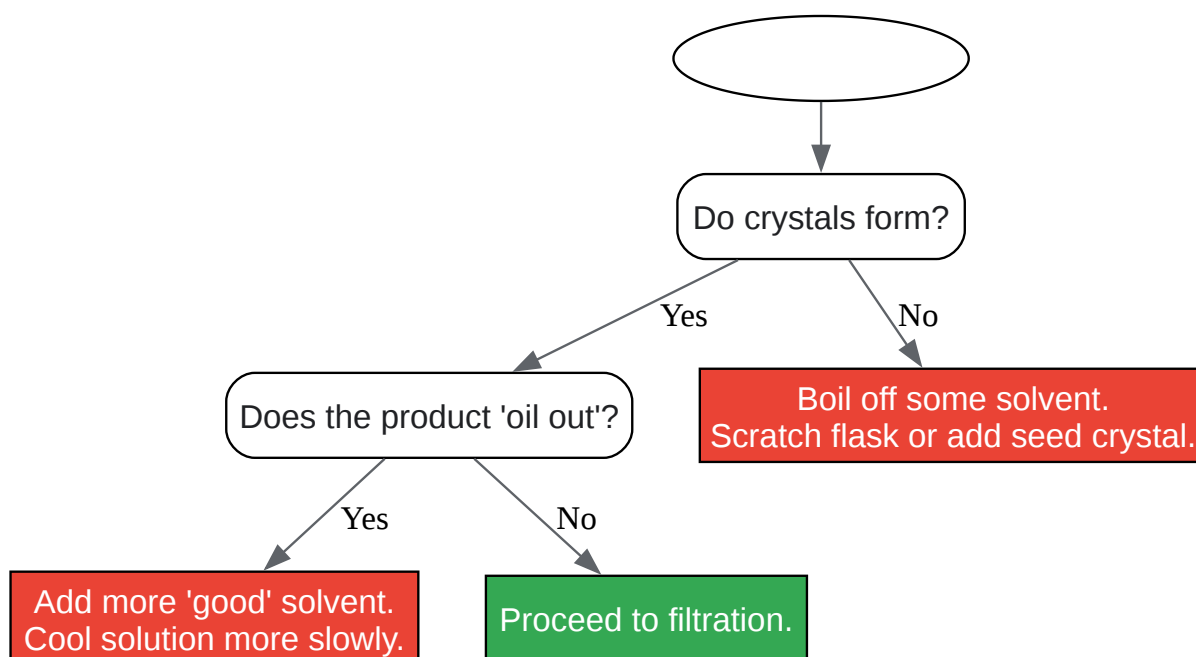 Do crystals form?
Yes
No
Boil off some solvent.
Scratch flask or add seed crystal.
Does the product 'oil out'?
Yes
No
Add more 'good' solvent.
Cool solution more slowly.
Proceed to filtration.